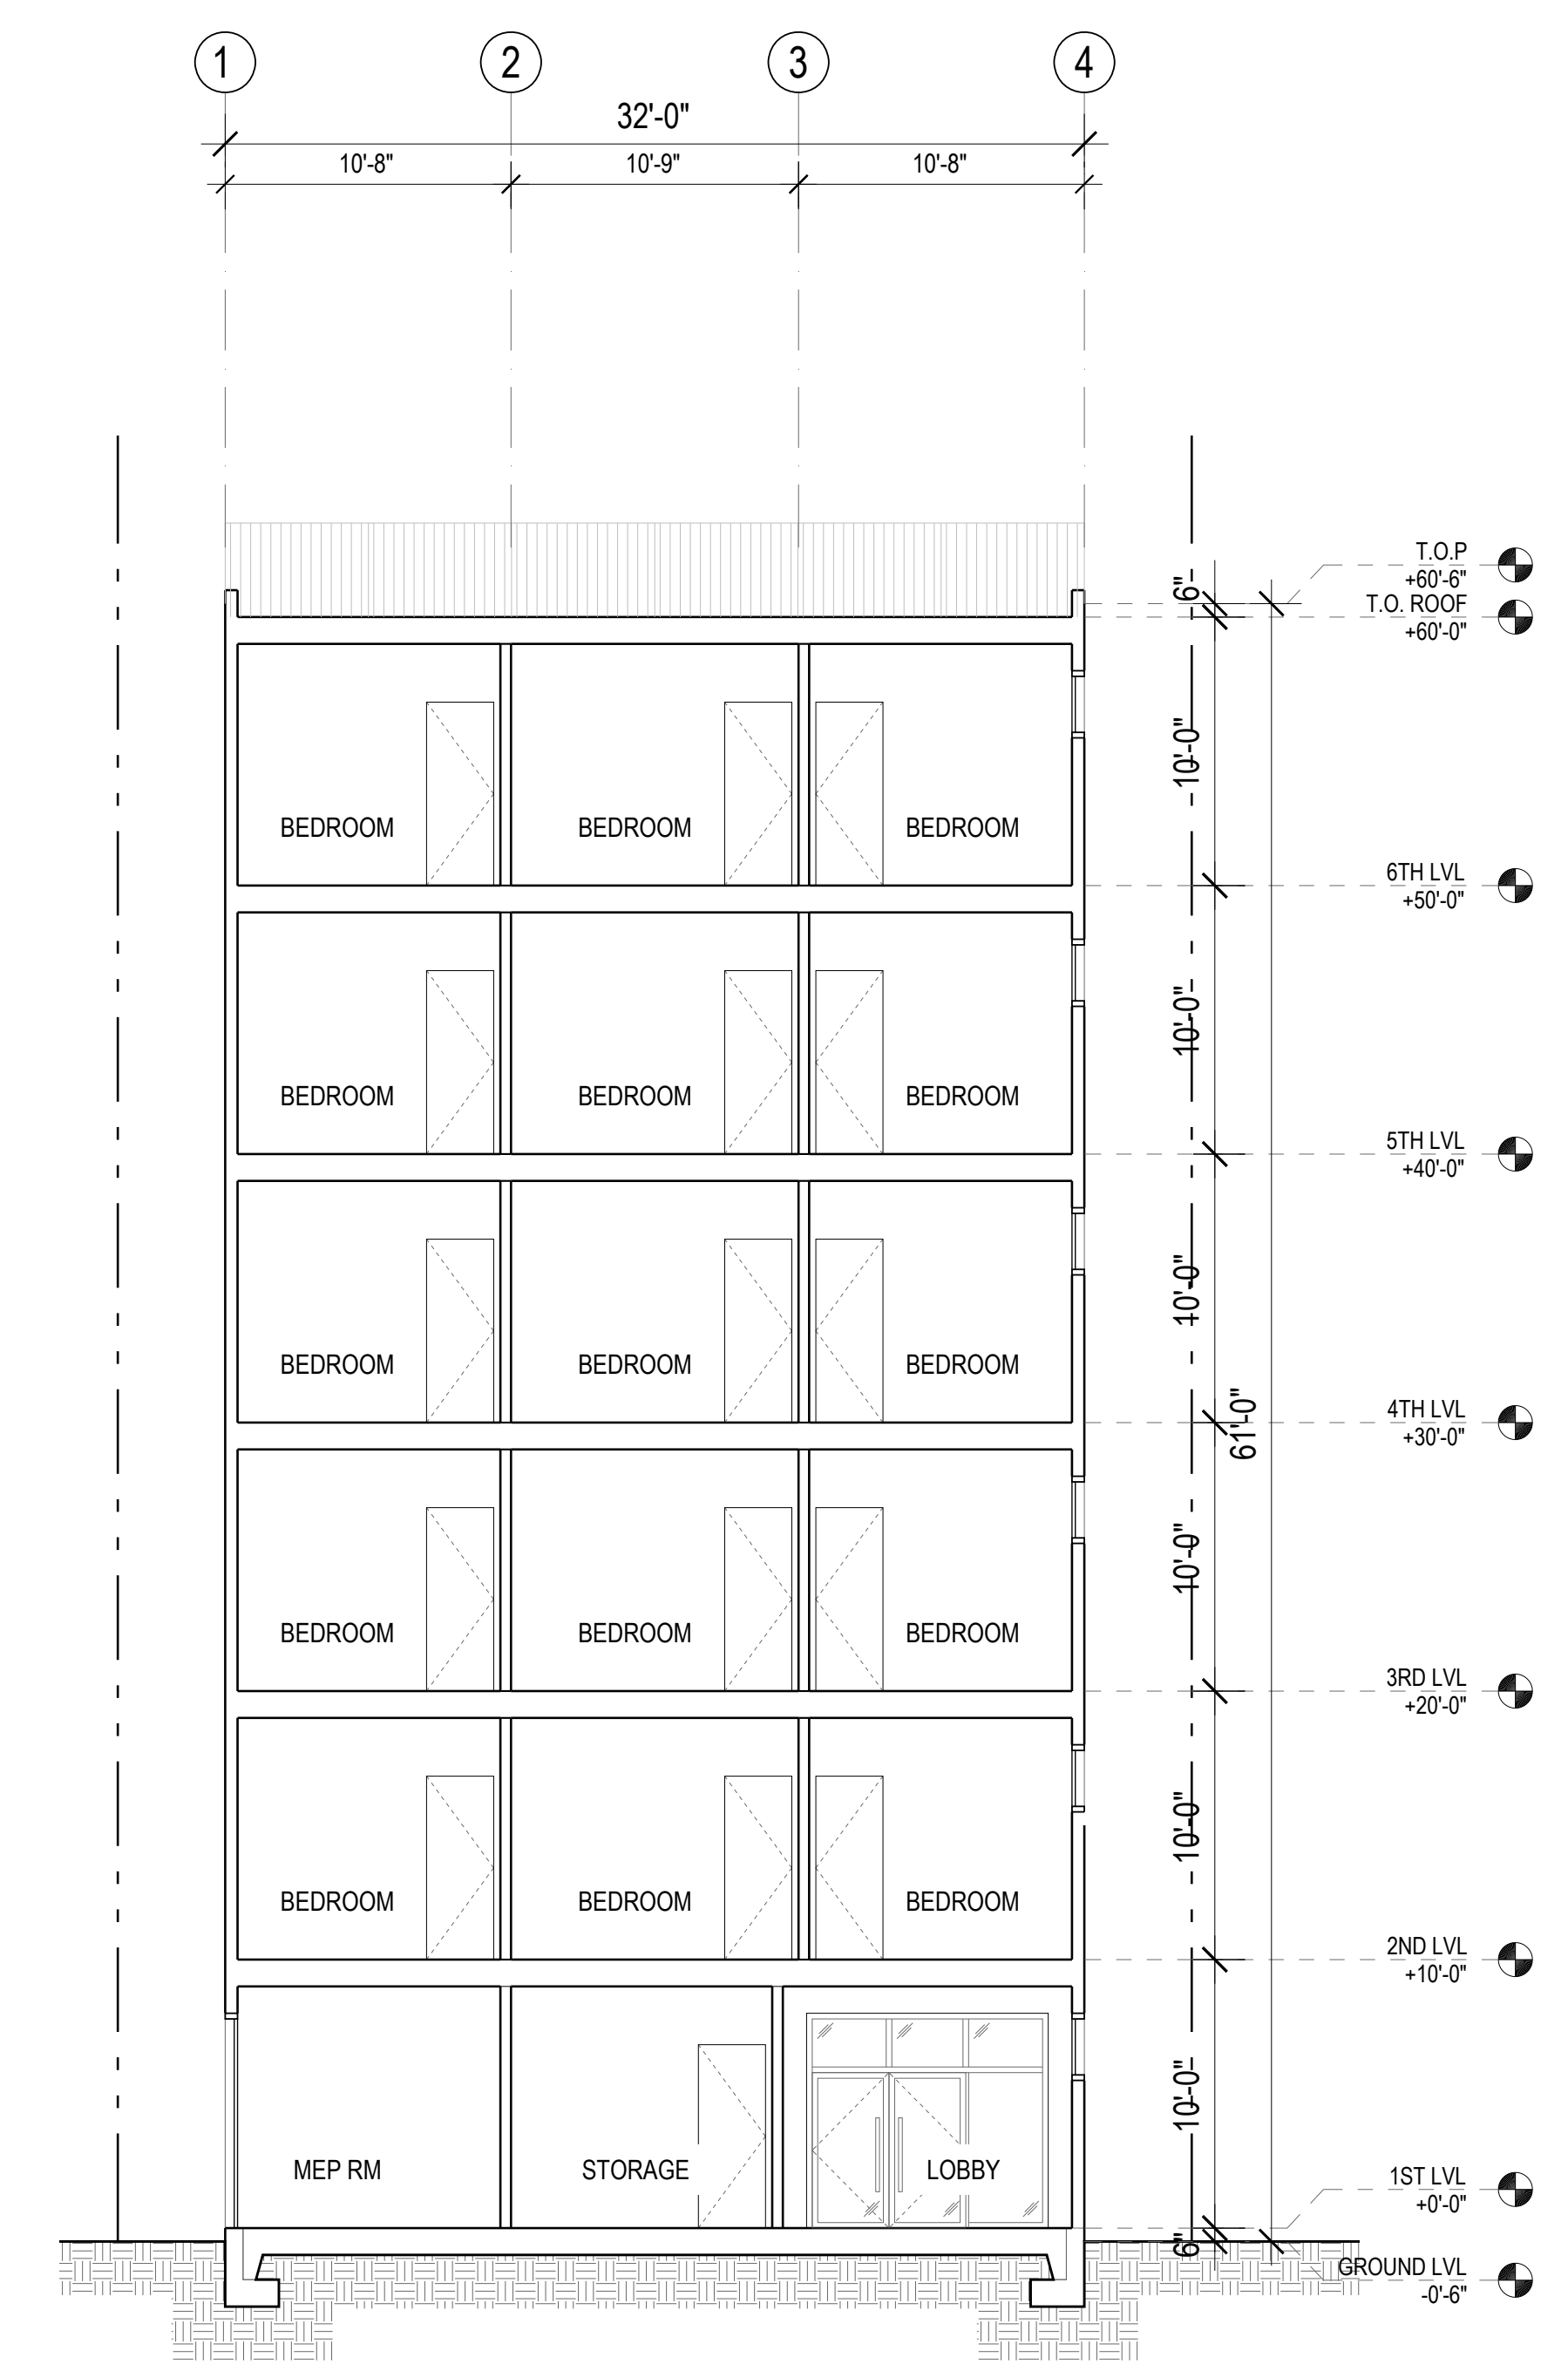 1 2 3 4
32'-0"
10'-8" 10'-9" 10'-8"
T.O.P
+60'-6"
6"
T.O. ROOF
+60'-0"
10'-0"
BEDROOM BEDROOM BEDROOM
6TH LVL
+50'-0"
10'-0"
BEDROOM BEDROOM BEDROOM
5TH LVL
+40'-0"
10'-0"
BEDROOM BEDROOM BEDROOM
4TH LVL
+30'-0"
61'-0"
10'-0"
BEDROOM BEDROOM BEDROOM
3RD LVL
+20'-0"
10'-0"
BEDROOM BEDROOM BEDROOM
2ND LVL
+10'-0"
10'-0"
MEP RM STORAGE LOBBY
1ST LVL
+0'-0"
6"
GROUND LVL
-0'-6"